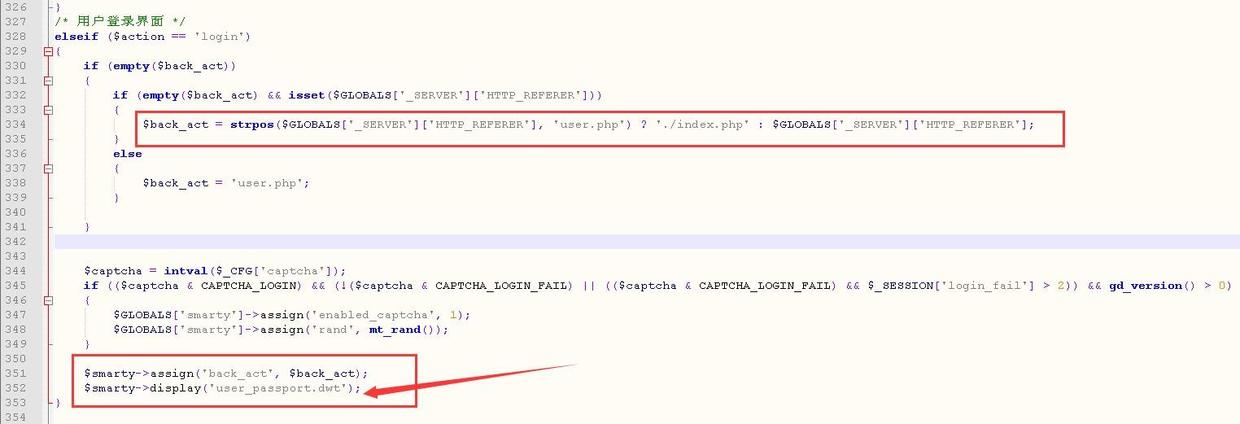 326 }
327 /* 用户登录界面 */
328 elseif ($action == 'login')
329 {
330 if (empty($back_act))
331 {
332 if (empty($back_act) && isset($GLOBALS['_SERVER']['HTTP_REFERER']))
333 {
334 $back_act = strpos($GLOBALS['_SERVER']['HTTP_REFERER'], 'user.php') ? './index.php' : $GLOBALS['_SERVER']['HTTP_REFERER'];
335 }
336 else
337 {
338 $back_act = 'user.php';
339 }
340
341 }
342
343
344 $captcha = intval($_CFG['captcha']);
345 if (($captcha & CAPTCHA_LOGIN) && (!($captcha & CAPTCHA_LOGIN_FAIL) || (($captcha & CAPTCHA_LOGIN_FAIL) && $_SESSION['login_fail'] > 2)) && gd_version() > 0)
346 {
347 $GLOBALS['smarty']->assign('enabled_captcha', 1);
348 $GLOBALS['smarty']->assign('rand', mt_rand());
349 }
350
351 $smarty->assign('back_act', $back_act);
352 $smarty->display('user_passport.dwt');
353 }
354